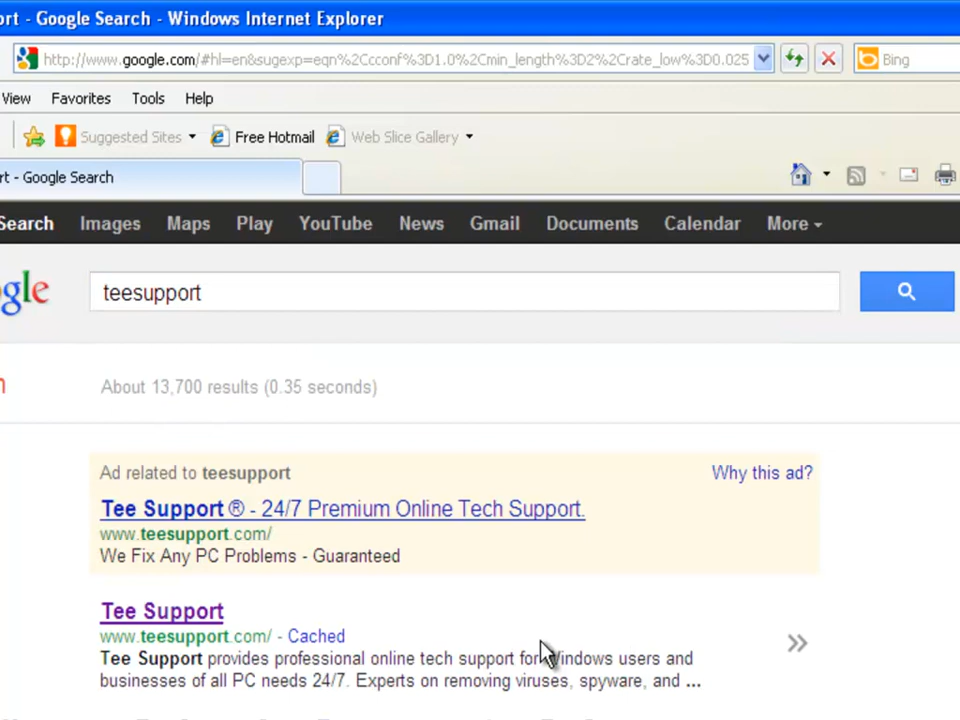 ort - Google Search - Windows Internet Explorer
http://www.google.com/#hl=en&sugexp=eqn%2Cconf%3D1.0%2Cmin_length%3D2%2Crate_low%3D0.025 Bing
View Favorites Tools Help
Suggested Sites Free Hotmail Web Slice Gallery
rt - Google Search
Search Images Maps Play YouTube News Gmail Documents Calendar More
gle teesupport
About 13,700 results (0.35 seconds)
Ad related to teesupport Why this ad?
Tee Support ® - 24/7 Premium Online Tech Support.
www.teesupport.com/
We Fix Any PC Problems - Guaranteed
Tee Support
www.teesupport.com/ - Cached
Tee Support provides professional online tech support for Windows users and
businesses of all PC needs 24/7. Experts on removing viruses, spyware, and ...